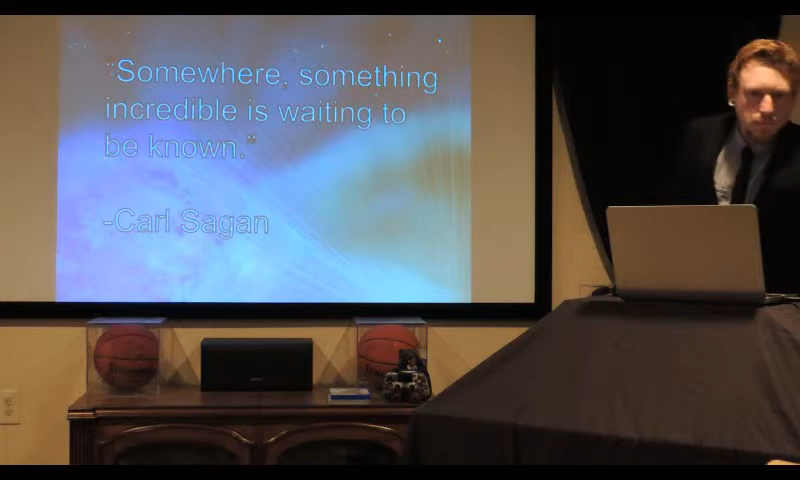 "Somewhere, something
incredible is waiting to
be known."
-Carl Sagan